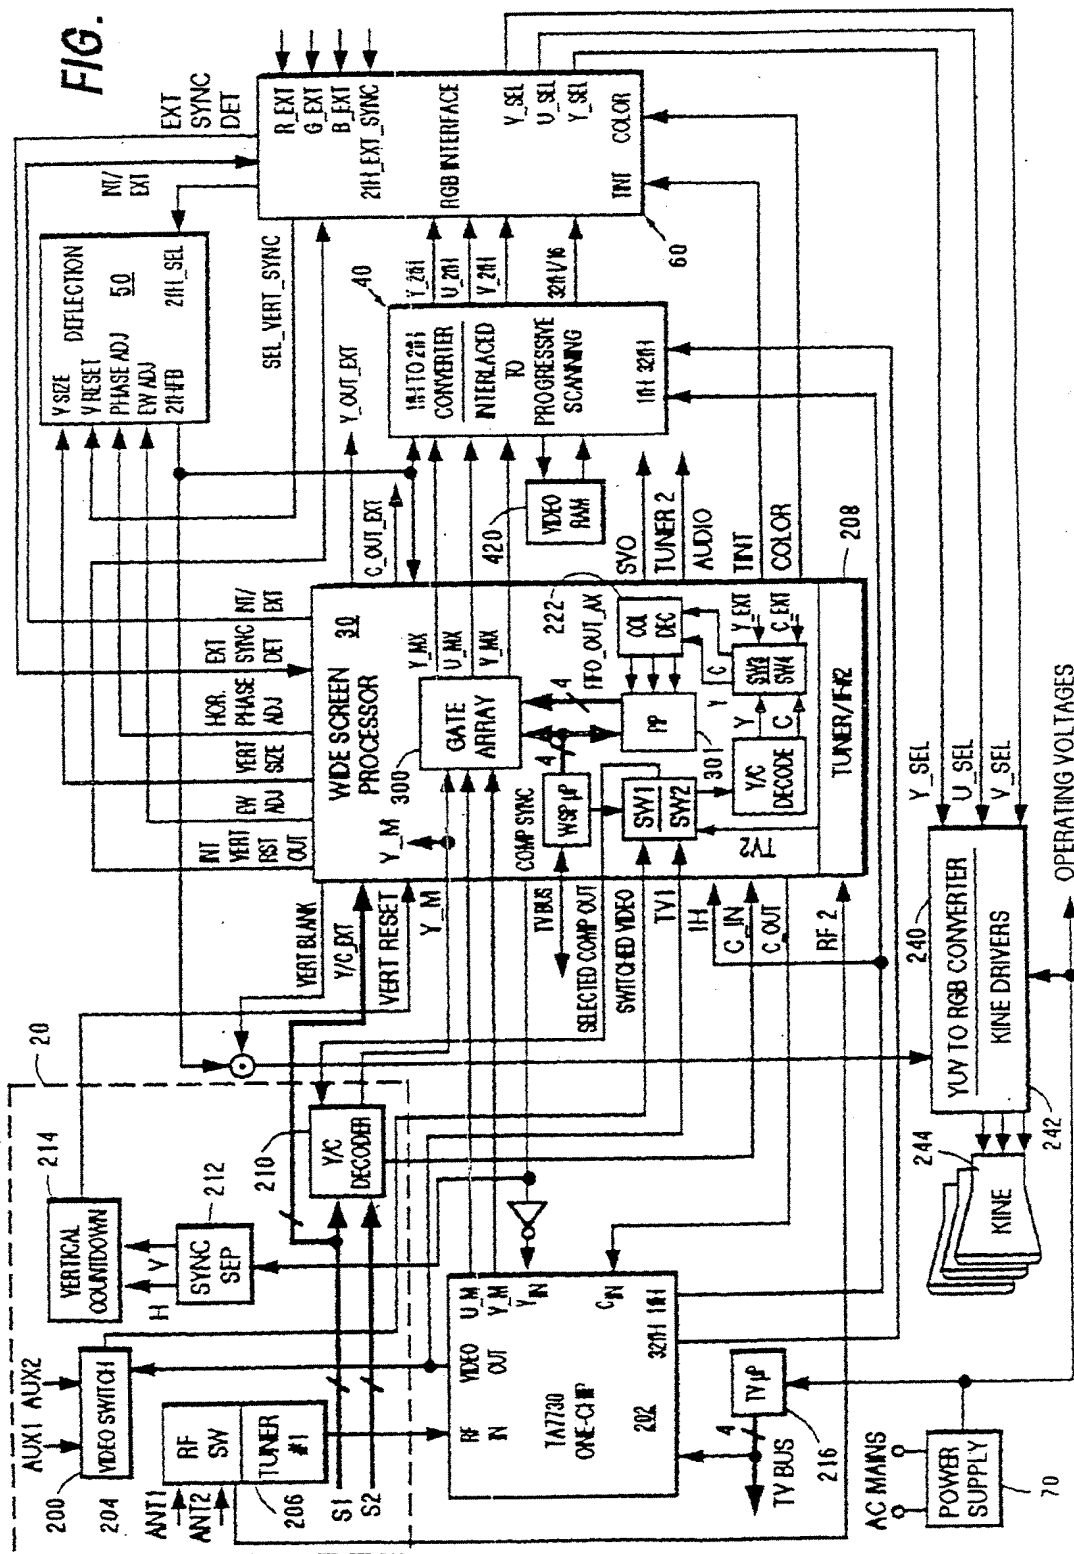 FIG.
EXT
SYNC
DET
INT/
EXT
R_EXT
G_EXT
B_EXT
2fH_EXT_SYNC
RGB INTERFACE
V_SEL
U_SEL
Y_SEL
TINT COLOR
60
DEFLECTION
50
V SIZE
V RESET
PHASE ADJ
EW ADJ
2fHFB
2fH_SEL
SEL_VERT_SYNC
40
1fH TO 2fH
CONVERTER
INTERLACED
TO
PROGRESSIVE
SCANNING
1fH 32fH
Y_2fH
U_2fH
V_2fH
32fH/16
VIDEO
RAM
420
Y_OUT_EXT
C_OUT_EXT
SVO
TUNER 2
AUDIO
TINT
COLOR
208
INT
VERT
RST
OUT
EW
ADJ
VERT
SIZE
HOR.
PHASE
ADJ
EXT
SYNC
DET
INT/
EXT
WIDE SCREEN
PROCESSOR
30
300
GATE
ARRAY
Y_MX
U_MX
V_MX
222
FIFO_OUT_AX
COL
DEC
4
PIP
301
4
WSP μP
COMP SYNC
SW1
SW2
Y/C
DECODE
SW3
SW4
Y
C
Y
C
Y_EXT
C_EXT
TV2
TUNER/IF#2
Y_M
VERT BLANK
Y/C_EXT
VERT RESET
Y_M
TV BUS
SELECTED COMP OUT
SWITCHED VIDEO
TV1
1H
C_IN
C_OUT
RF 2
20
214
VERTICAL
COUNTDOWN
H V
212
SYNC
SEP
210
Y/C
DECODER
AUX1 AUX2
VIDEO SWITCH
200
204
ANT1
ANT2
RF
SW
TUNER
#1
206
S1
S2
RF
IN
VIDEO
OUT
U_M
V_M
Y IN
C IN
TA7730
ONE-CHIP
202
32fH 1fH
TV μP
4
TV BUS
216
AC MAINS
POWER
SUPPLY
70
240
YUV TO RGB CONVERTER
KINE DRIVERS
242
244
KINE
Y_SEL
U_SEL
V_SEL
OPERATING VOLTAGES